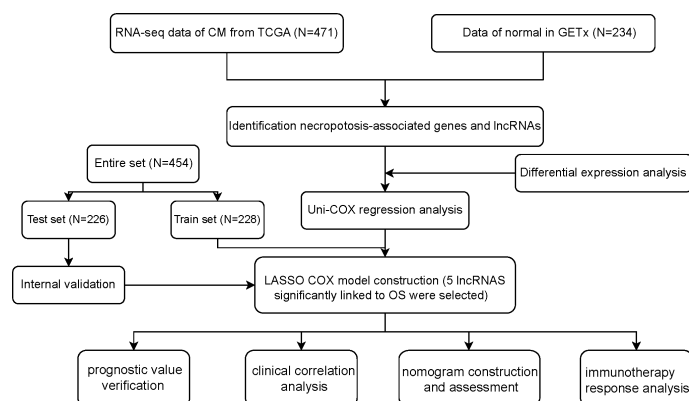 RNA-seq data of CM from TCGA (N=471)
Data of normal in GETx (N=234)
Identification necropotosis-associated genes and lncRNAs
Entire set (N=454)
Differential expression analysis
Test set (N=226)
Train set (N=228)
Uni-COX regression analysis
Internal validation
LASSO COX model construction (5 lncRNAS
significantly linked to OS were selected)
prognostic value
verification
clinical correlation
analysis
nomogram construction
and assessment
immunotherapy
response analysis